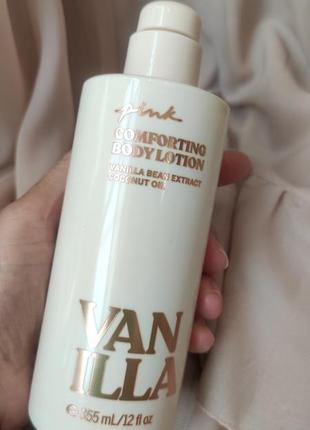 pink
COMFORTING
BODY LOTION
VANILLA BEAN EXTRACT
COCONUT OIL
VAN
ILLA
℮ 355 mL/12 fl oz